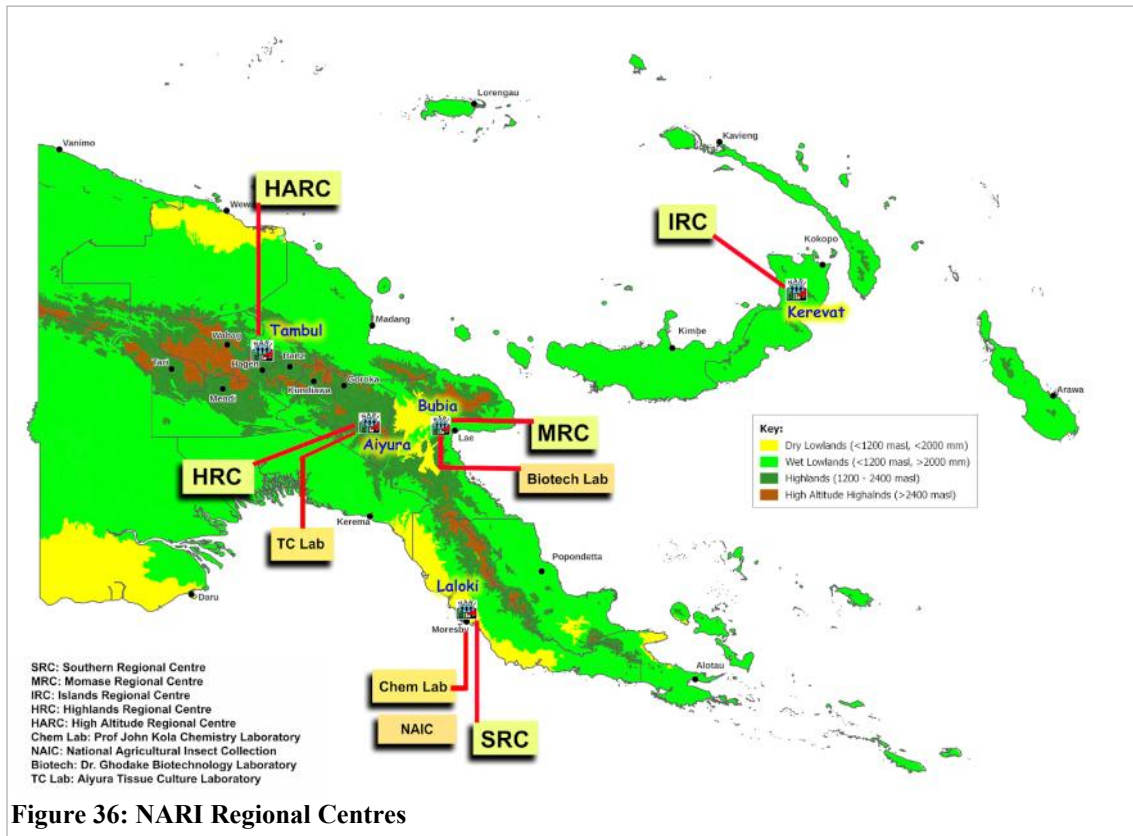 Lorengau
Kavieng
Vanimo
HARC
Wew
IRC
Kokopo
Kerevat
Madang
Tambul
Wabag
Kimbe
Tari
Hagen
Banz
Mendi
Kundiawa
Goroka
Arawa
Bubia
Lae
MRC
Aiyura
HRC
Biotech Lab
Key:
Dry Lowlands (<1200 masl, <2000 mm)
Wet Lowlands (<1200 masl, >2000 mm)
Highlands (1200 - 2400 masl)
High Altitude Highalnds (>2400 masl)
Kerema
TC Lab
Popondetta
Daru
Laloki
Moresby
Alotau
Chem Lab
NAIC
SRC
SRC: Southern Regional Centre
MRC: Momase Regional Centre
IRC: Islands Regional Centre
HRC: Highlands Regional Centre
HARC: High Altitude Regional Centre
Chem Lab: Prof John Kola Chemistry Laboratory
NAIC: National Agricultural Insect Collection
Biotech: Dr. Ghodake Biotechnology Laboratory
TC Lab: Aiyura Tissue Culture Laboratory
Figure 36: NARI Regional Centres